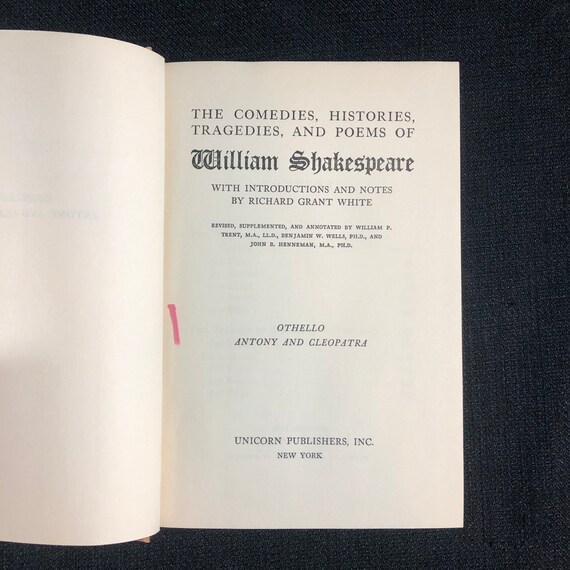 THE COMEDIES, HISTORIES,
TRAGEDIES, AND POEMS OF
William Shakespeare
WITH INTRODUCTIONS AND NOTES
BY RICHARD GRANT WHITE
REVISED, SUPPLEMENTED, AND ANNOTATED BY WILLIAM P.
TRENT, M.A., LL.D., BENJAMIN W. WELLS, PH.D., AND
JOHN B. HENNEMAN, M.A., PH.D.
OTHELLO
ANTONY AND CLEOPATRA
UNICORN PUBLISHERS, INC.
NEW YORK